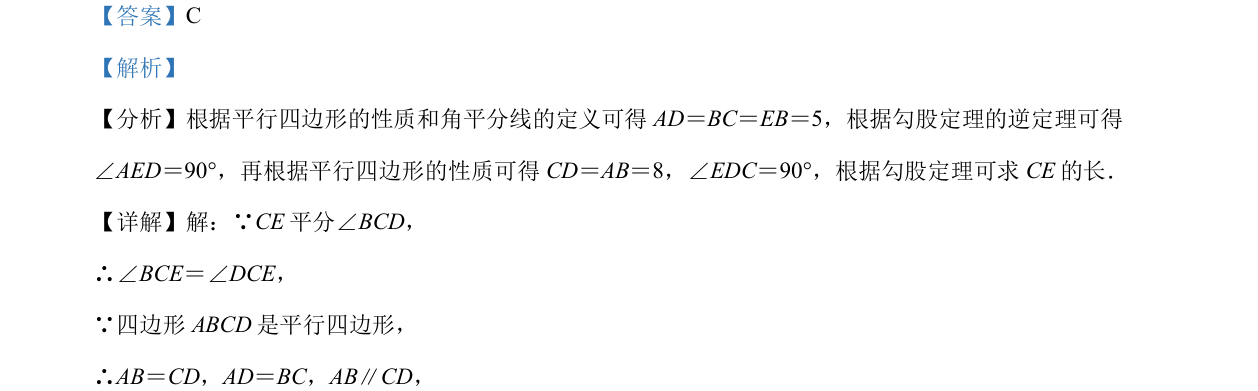 【答案】C
【解析】
【分析】根据平行四边形的性质和角平分线的定义可得 AD＝BC＝EB＝5，根据勾股定理的逆定理可得
∠AED＝90°，再根据平行四边形的性质可得 CD＝AB＝8，∠EDC＝90°，根据勾股定理可求 CE 的长．
【详解】解：∵CE 平分∠BCD，
∴∠BCE＝∠DCE，
∵四边形 ABCD 是平行四边形，
∴AB＝CD，AD＝BC，AB∥CD，